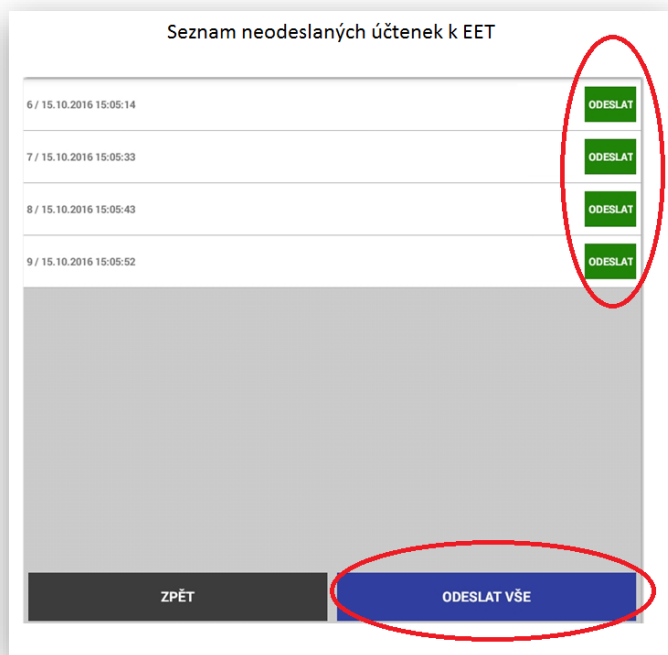 Seznam neodeslaných účtenek k EET
6 / 15.10.2016 15:05:14 ODESLAT
7 / 15.10.2016 15:05:33 ODESLAT
8 / 15.10.2016 15:05:43 ODESLAT
9 / 15.10.2016 15:05:52 ODESLAT
ZPĚT ODESLAT VŠE